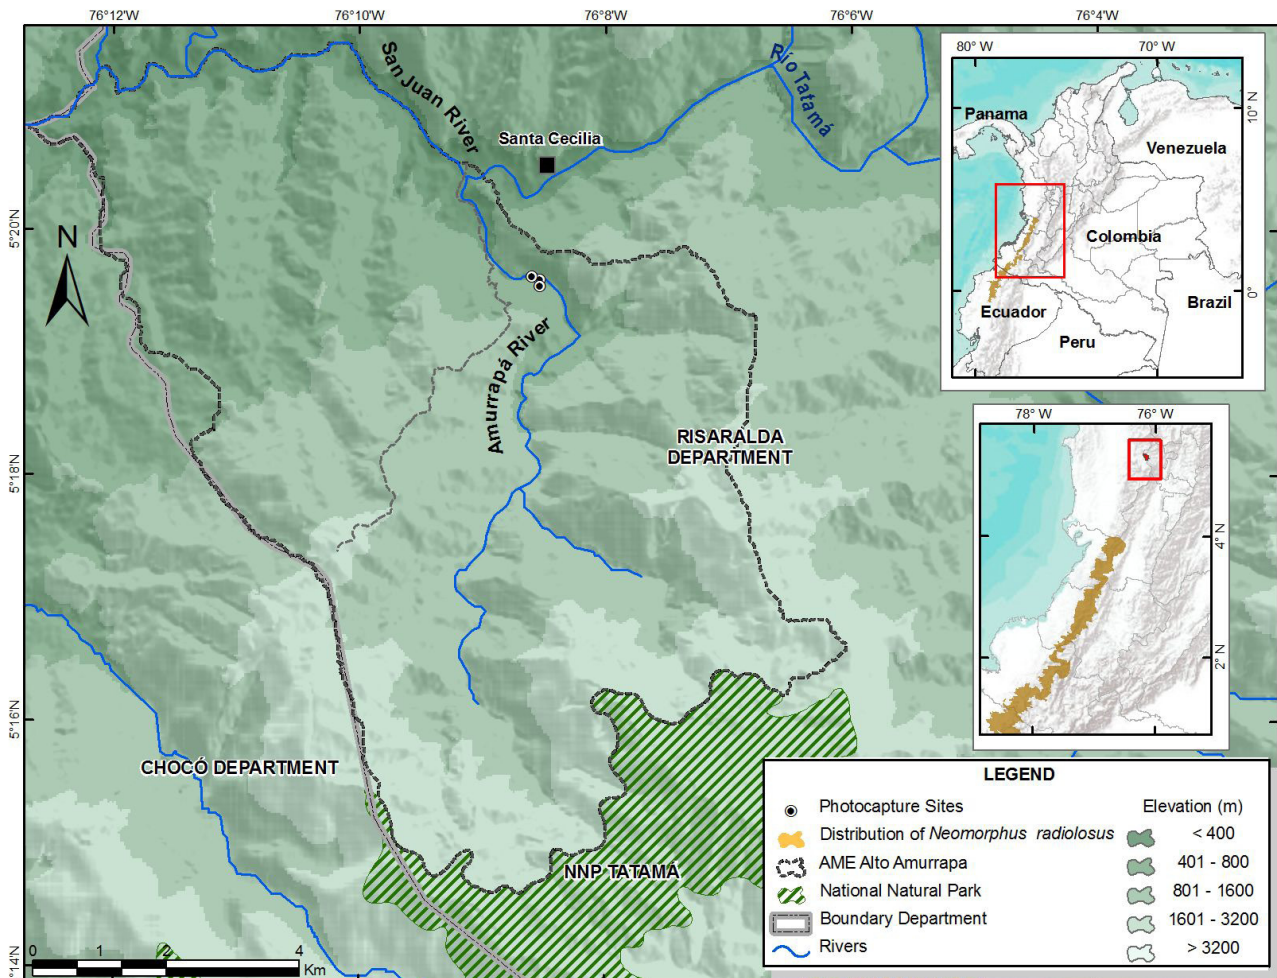 76°12'W 76°10'W 76°8'W 76°6'W 76°4'W
San Juan River
Río Tatamá
Santa Cecilia
5°20'N
N
Amurrapá River
5°18'N
RISARALDA
DEPARTMENT
5°16'N
CHOCÓ DEPARTMENT
NNP TATAMÁ
5°14'N
0 1 2 4
Km
80° W 70° W
Panama
Venezuela
Colombia
Ecuador
Brazil
Peru
10° N
0°
78° W 76° W
4° N
2° N
LEGEND
Photocapture Sites
Distribution of Neomorphus radiolosus
AME Alto Amurrapa
National Natural Park
Boundary Department
Rivers
Elevation (m)
< 400
401 - 800
801 - 1600
1601 - 3200
> 3200